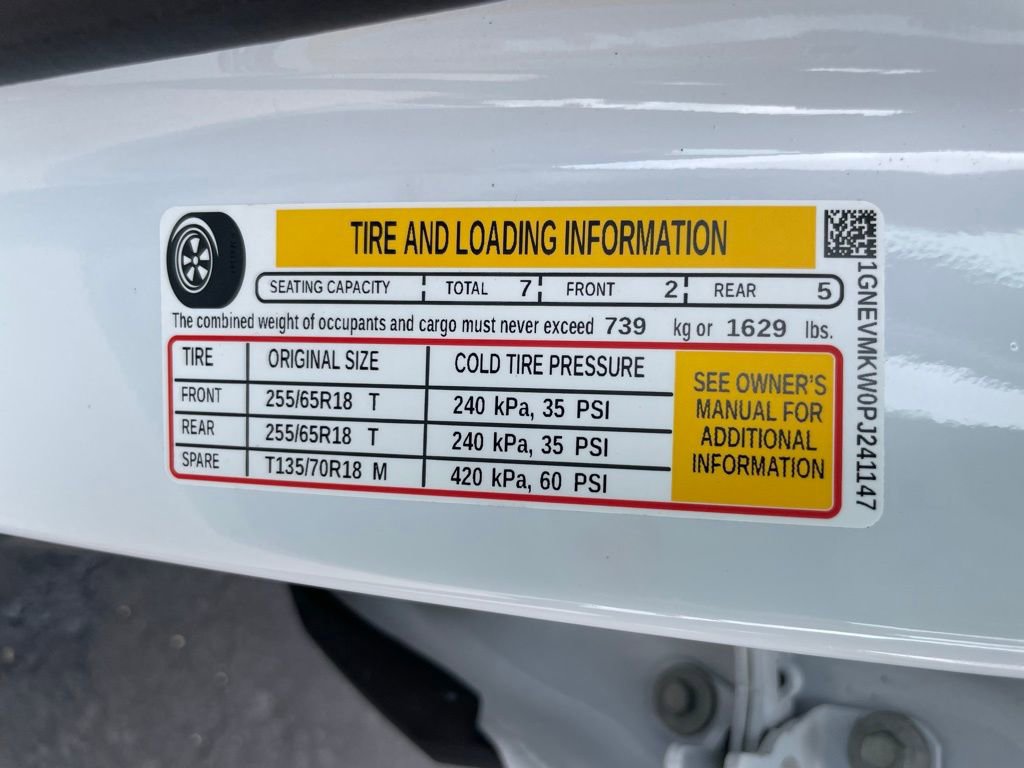 TIRE AND LOADING INFORMATION
SEATING CAPACITY TOTAL 7 FRONT 2 REAR 5
The combined weight of occupants and cargo must never exceed 739 kg or 1629 lbs.
TIRE ORIGINAL SIZE COLD TIRE PRESSURE
FRONT 255/65R18 T 240 kPa, 35 PSI
REAR 255/65R18 T 240 kPa, 35 PSI
SPARE T135/70R18 M 420 kPa, 60 PSI
SEE OWNER'S
MANUAL FOR
ADDITIONAL
INFORMATION
1GNEVMKW0PJ241147